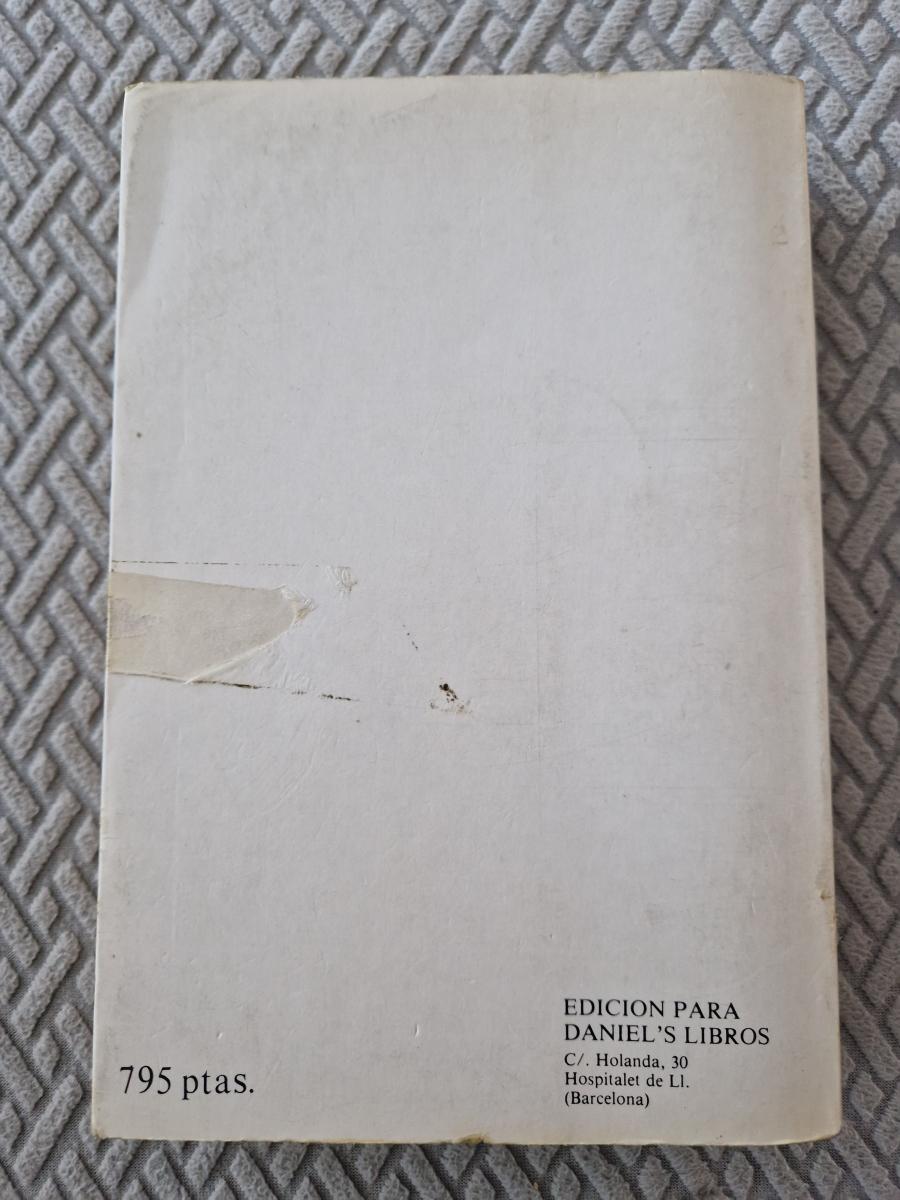 795 ptas.
EDICION PARA
DANIEL'S LIBROS
C/. Holanda, 30
Hospitalet de Ll.
(Barcelona)